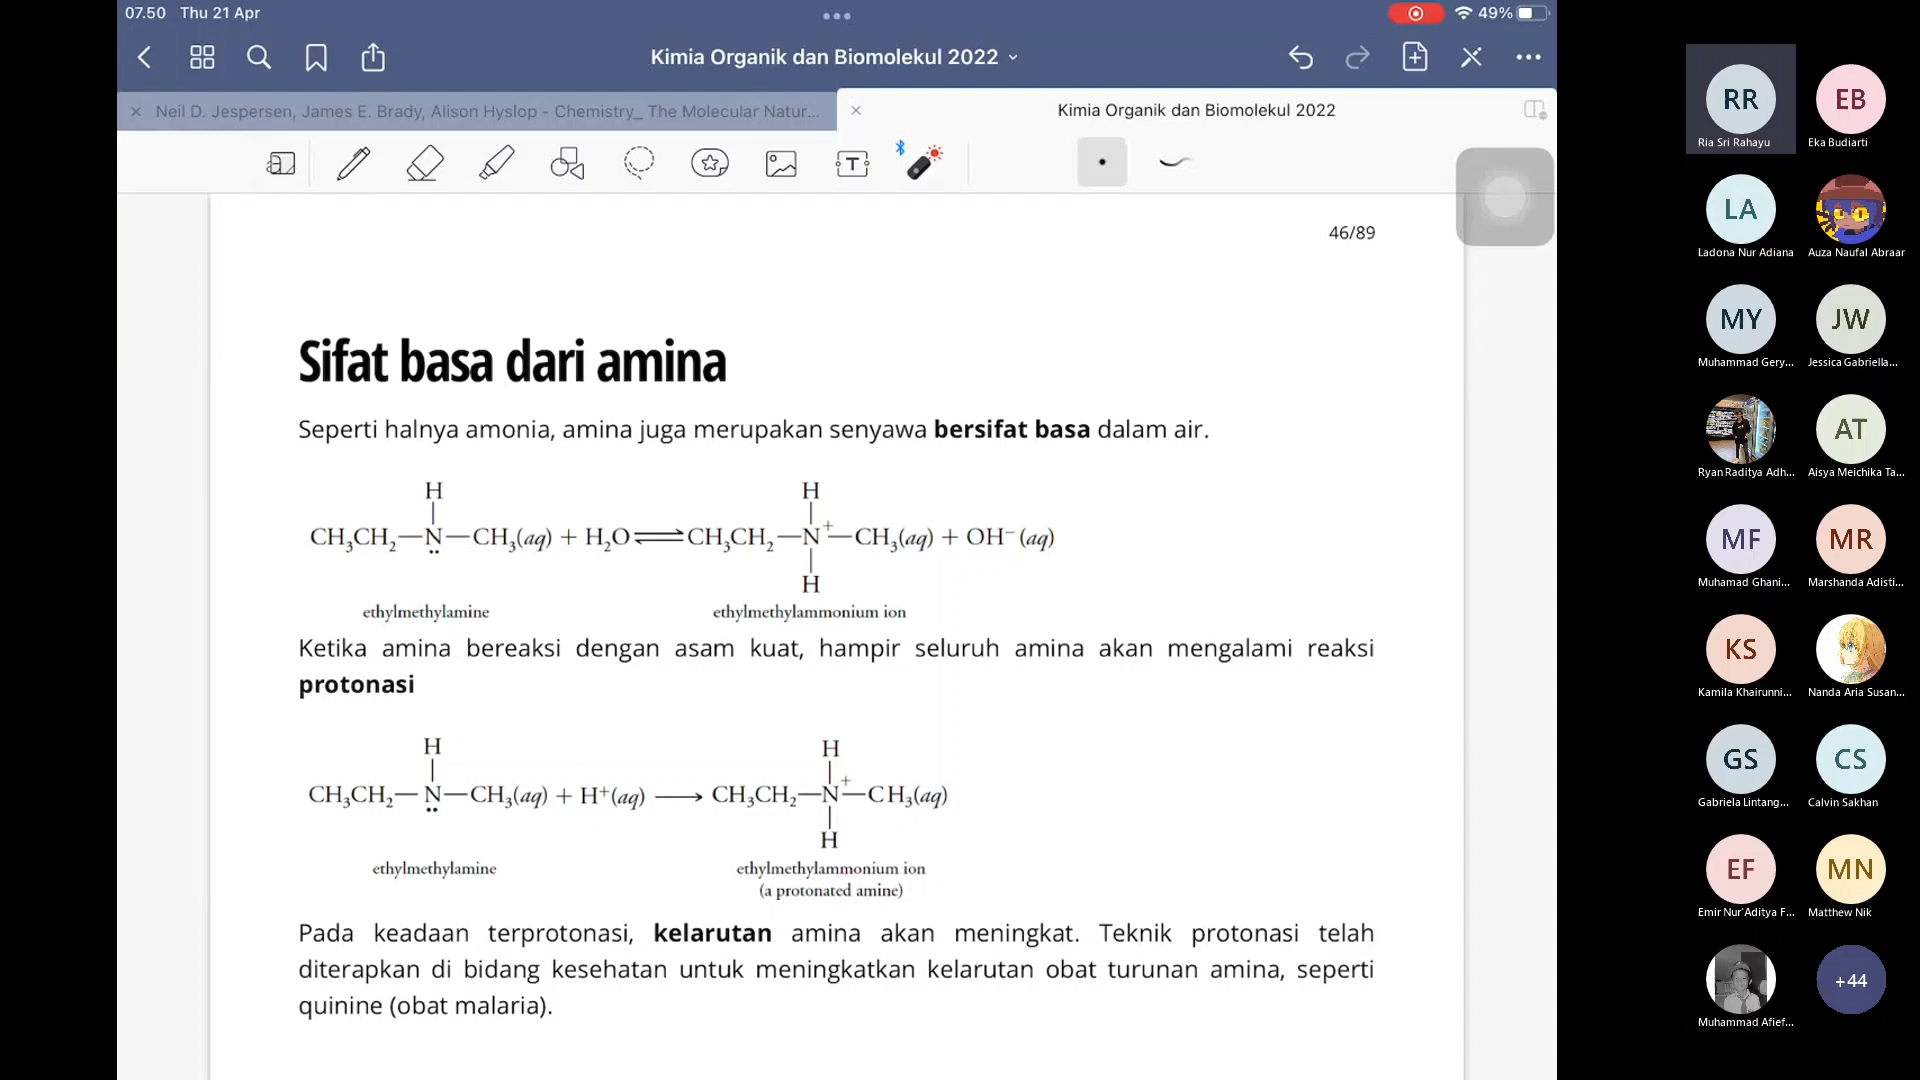 07.50 Thu 21 Apr
49%
Kimia Organik dan Biomolekul 2022
Neil D. Jespersen, James E. Brady, Alison Hyslop - Chemistry_ The Molecular Natur...
Kimia Organik dan Biomolekul 2022
T
46/89
Sifat basa dari amina
Seperti halnya amonia, amina juga merupakan senyawa bersifat basa dalam air.
H H
CH₃CH₂—N̤—CH₃(aq) + H₂O ⇌ CH₃CH₂—N⁺—CH₃(aq) + OH⁻ (aq)
H
ethylmethylamine ethylmethylammonium ion
Ketika amina bereaksi dengan asam kuat, hampir seluruh amina akan mengalami reaksi
protonasi
H H
CH₃CH₂—N̤—CH₃(aq) + H⁺(aq) ⟶ CH₃CH₂—N⁺—CH₃(aq)
H
ethylmethylamine ethylmethylammonium ion
(a protonated amine)
Pada keadaan terprotonasi, kelarutan amina akan meningkat. Teknik protonasi telah
diterapkan di bidang kesehatan untuk meningkatkan kelarutan obat turunan amina, seperti
quinine (obat malaria).
RR EB
Ria Sri Rahayu Eka Budiarti
LA
Ladona Nur Adiana Auza Naufal Abraar
MY JW
Muhammad Gery... Jessica Gabriella...
AT
Ryan Raditya Adh... Aisya Meichika Ta...
MF MR
Muhamad Ghani... Marshanda Adisti...
KS
Kamila Khairunni... Nanda Aria Susan...
GS CS
Gabriela Lintang... Calvin Sakhan
EF MN
Emir Nur'Aditya F... Matthew Nik
+44
Muhammad Afief...